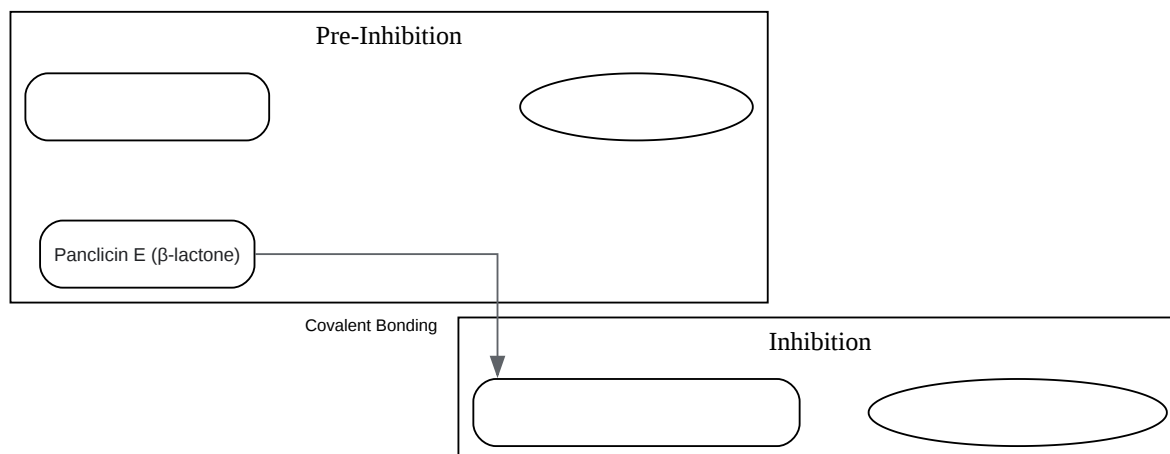 Pre-Inhibition
Panclicin E (β-lactone)
Covalent Bonding
Inhibition